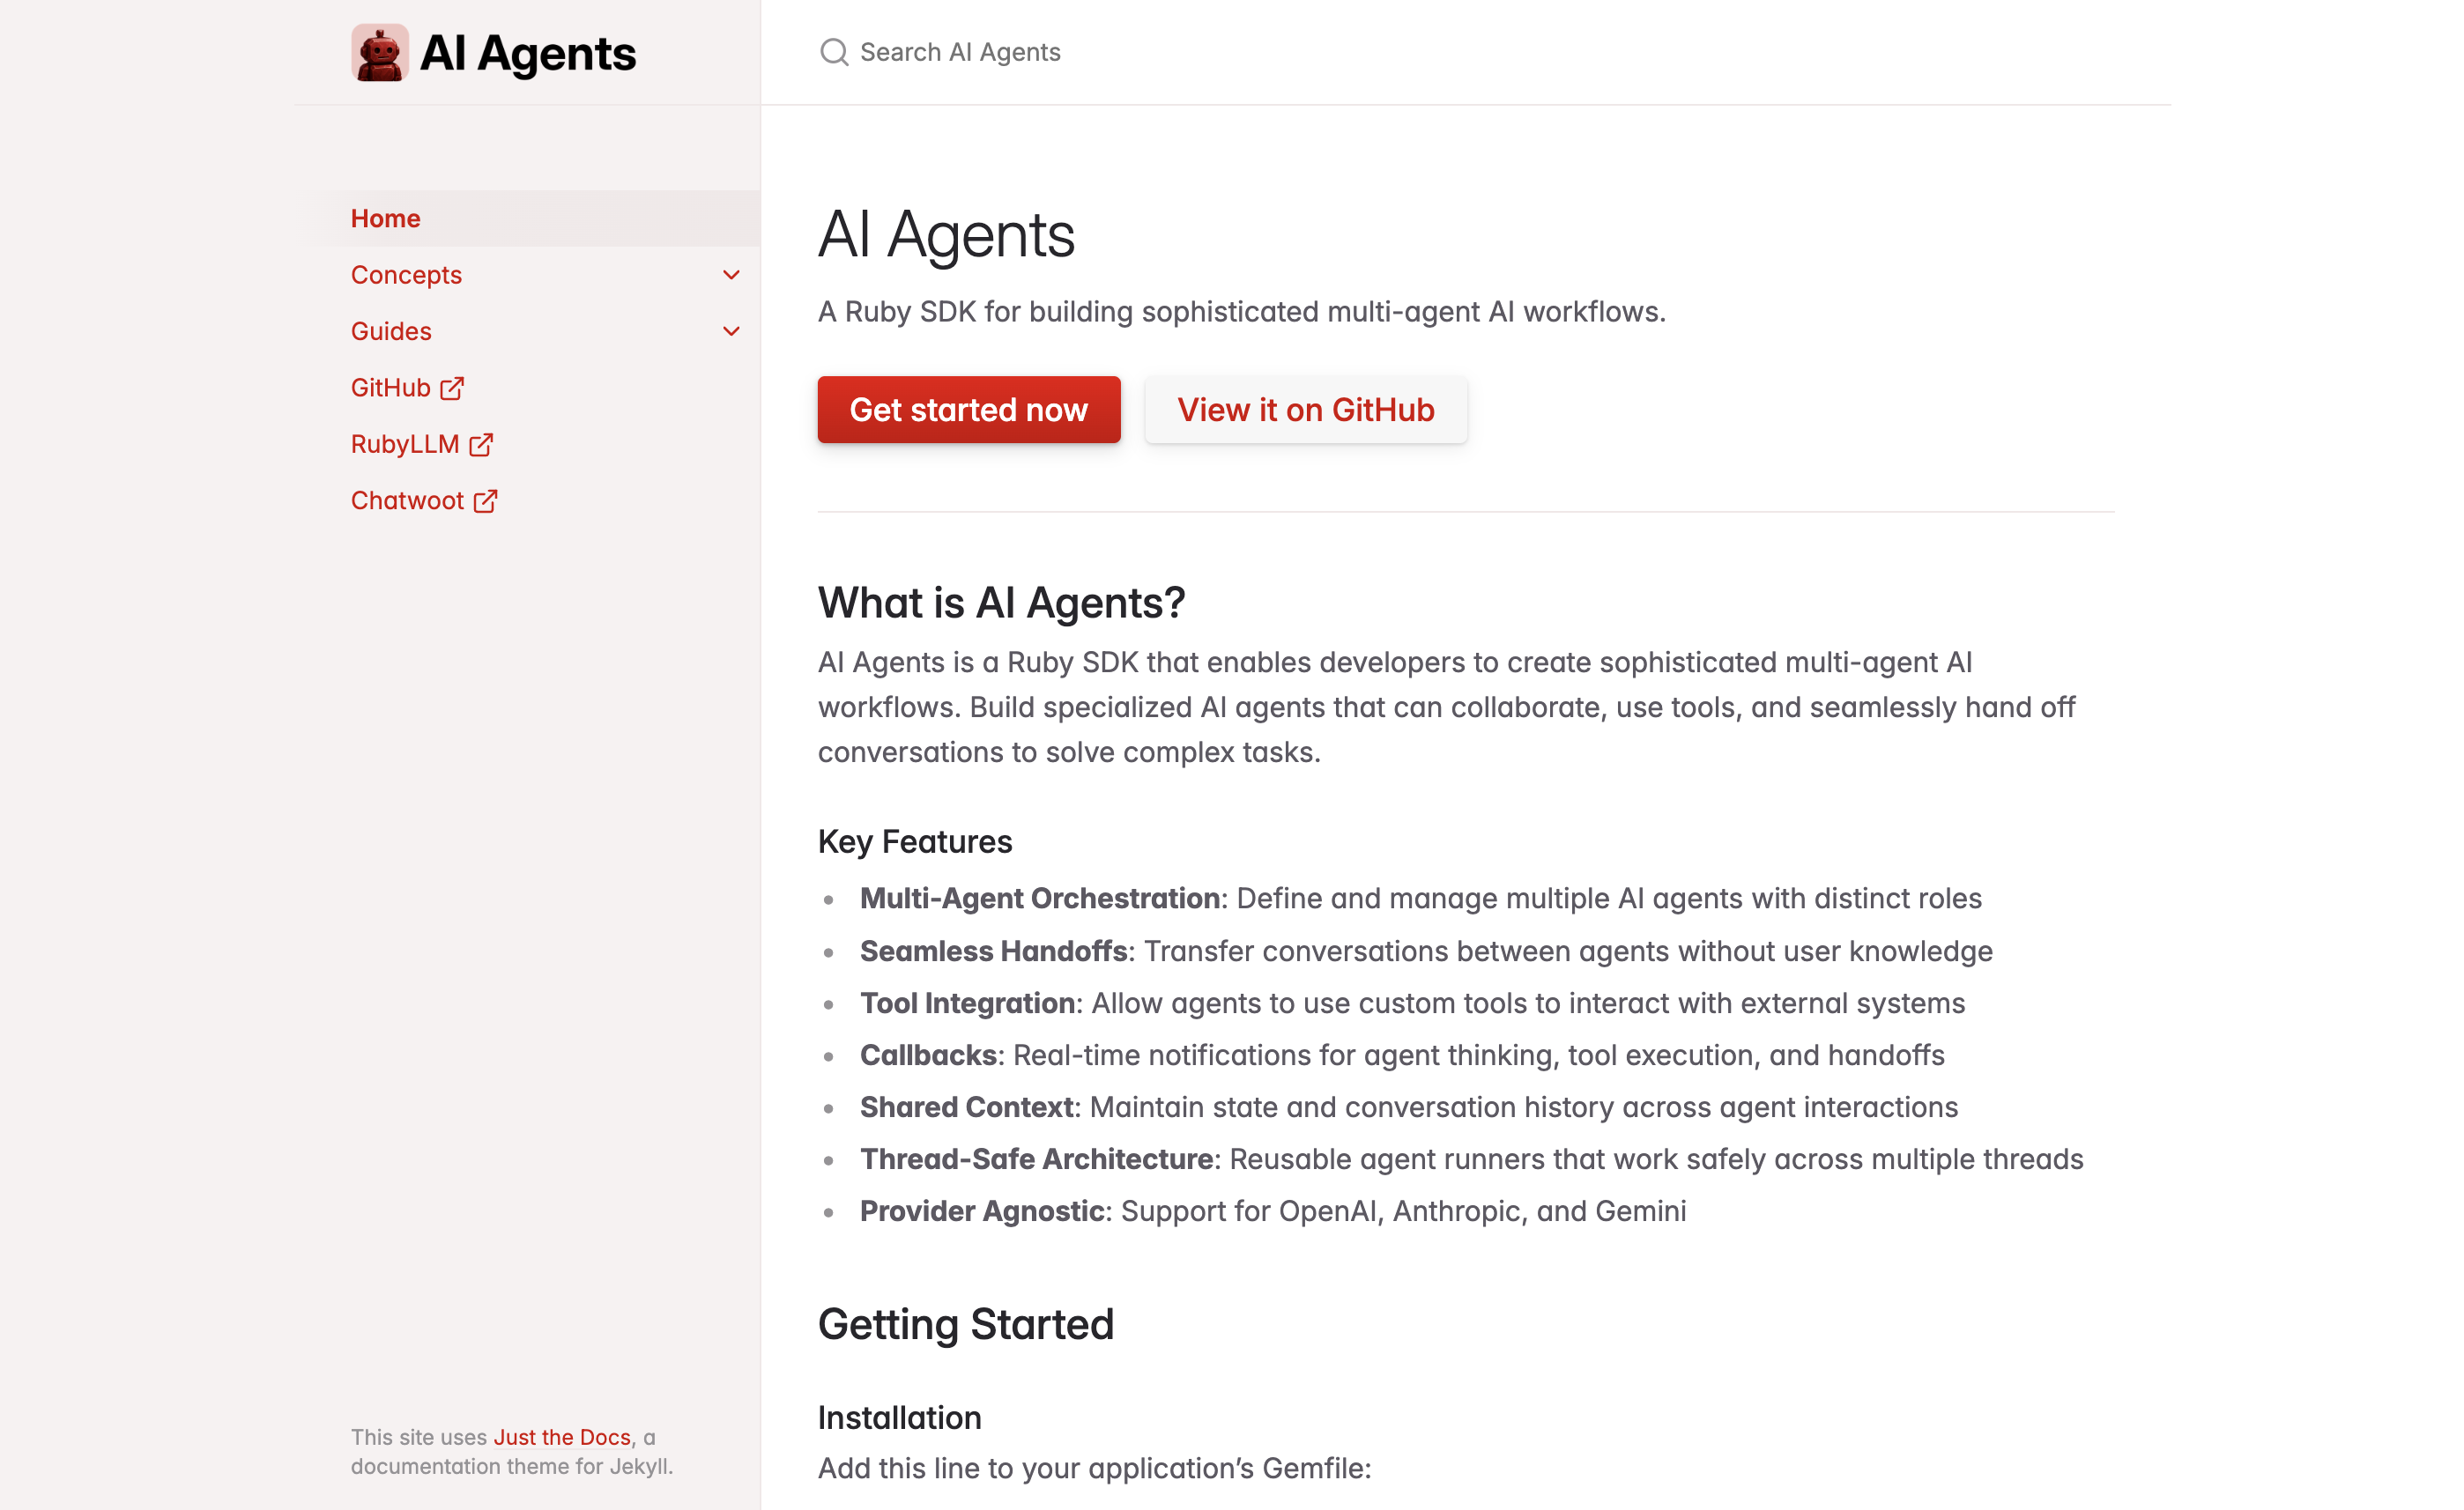 AI Agents
Search AI Agents
Home
Concepts
Guides
GitHub
RubyLLM
Chatwoot
This site uses Just the Docs, a
documentation theme for Jekyll.
AI Agents
A Ruby SDK for building sophisticated multi-agent AI workflows.
Get started now
View it on GitHub
What is AI Agents?
AI Agents is a Ruby SDK that enables developers to create sophisticated multi-agent AI
workflows. Build specialized AI agents that can collaborate, use tools, and seamlessly hand off
conversations to solve complex tasks.
Key Features
• Multi-Agent Orchestration: Define and manage multiple AI agents with distinct roles
• Seamless Handoffs: Transfer conversations between agents without user knowledge
• Tool Integration: Allow agents to use custom tools to interact with external systems
• Callbacks: Real-time notifications for agent thinking, tool execution, and handoffs
• Shared Context: Maintain state and conversation history across agent interactions
• Thread-Safe Architecture: Reusable agent runners that work safely across multiple threads
• Provider Agnostic: Support for OpenAI, Anthropic, and Gemini
Getting Started
Installation
Add this line to your application’s Gemfile: